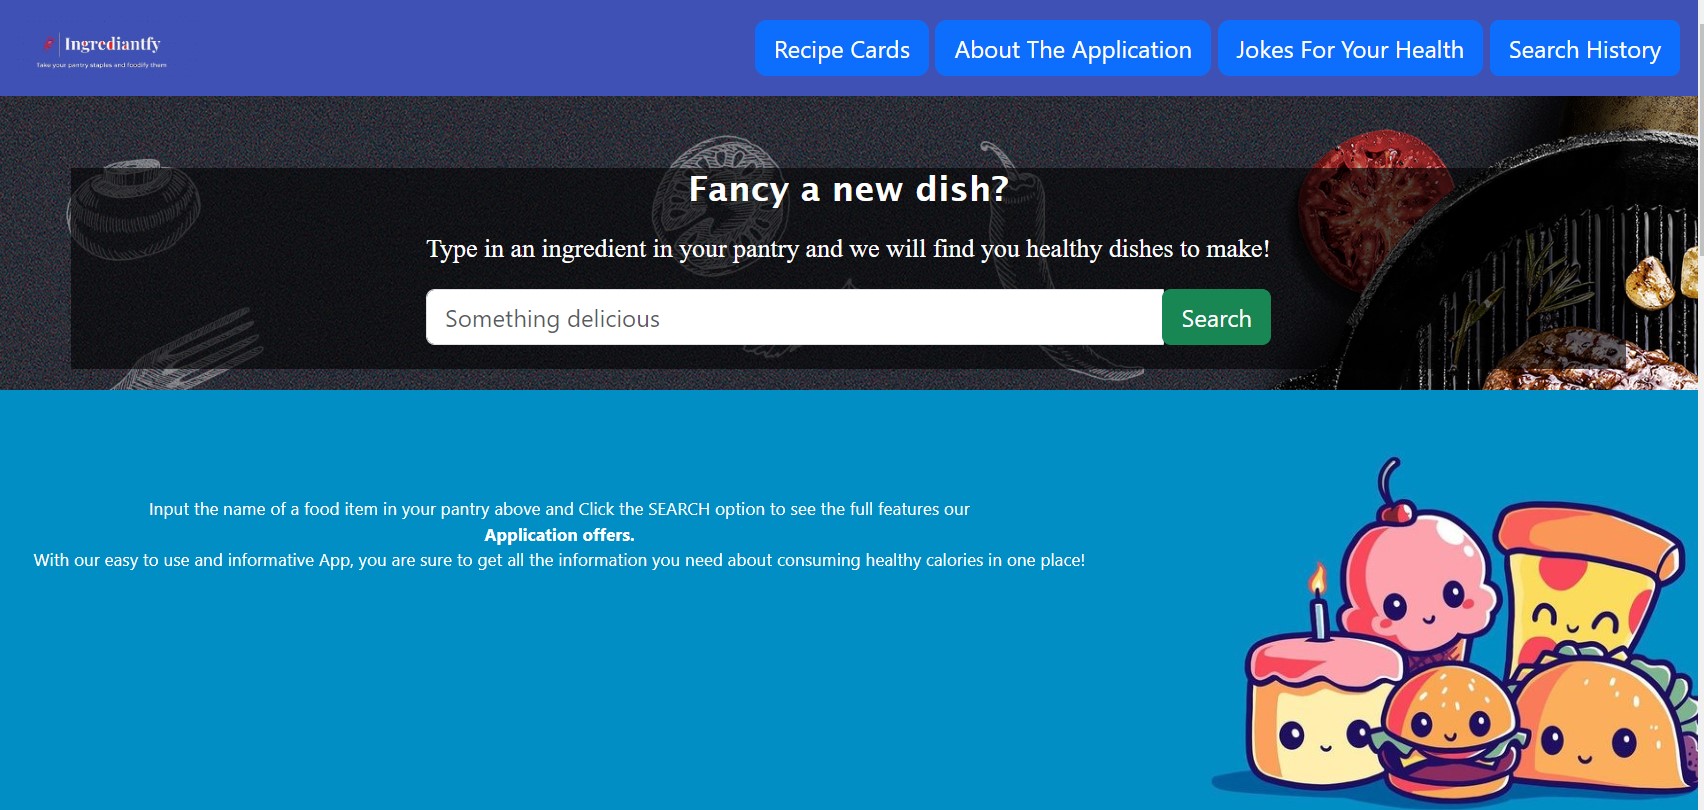 Ingrediantfy
Take your pantry staples and foodify them
Recipe Cards
About The Application
Jokes For Your Health
Search History
Fancy a new dish?
Type in an ingredient in your pantry and we will find you healthy dishes to make!
Something delicious
Search
Input the name of a food item in your pantry above and Click the SEARCH option to see the full features our
Application offers.
With our easy to use and informative App, you are sure to get all the information you need about consuming healthy calories in one place!